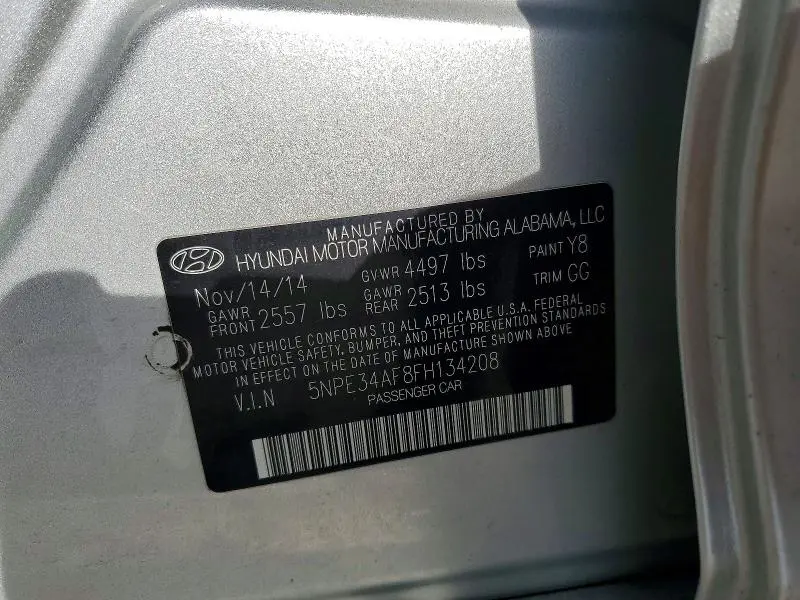 MANUFACTURED BY
HYUNDAI MOTOR MANUFACTURING ALABAMA, LLC
Nov/14/14 GVWR 4497 lbs PAINT Y8
GAWR FRONT 2557 lbs GAWR REAR 2513 lbs TRIM GG
THIS VEHICLE CONFORMS TO ALL APPLICABLE U.S.A. FEDERAL
MOTOR VEHICLE SAFETY, BUMPER, AND THEFT PREVENTION STANDARDS
IN EFFECT ON THE DATE OF MANUFACTURE SHOWN ABOVE
V.I.N 5NPE34AF8FH134208
PASSENGER CAR